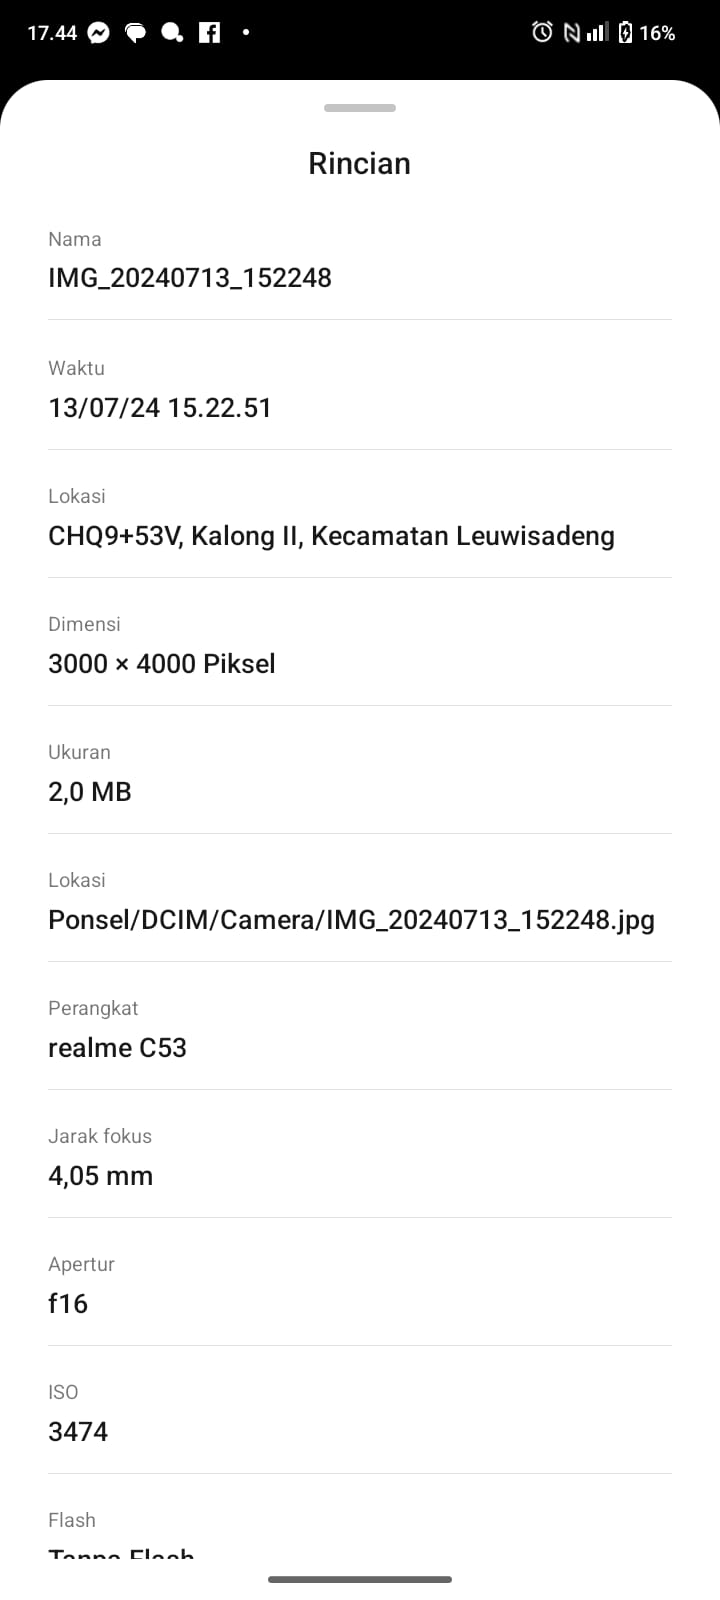 17.44 16%
Rincian
Nama
IMG_20240713_152248
Waktu
13/07/24 15.22.51
Lokasi
CHQ9+53V, Kalong II, Kecamatan Leuwisadeng
Dimensi
3000 × 4000 Piksel
Ukuran
2,0 MB
Lokasi
Ponsel/DCIM/Camera/IMG_20240713_152248.jpg
Perangkat
realme C53
Jarak fokus
4,05 mm
Apertur
f16
ISO
3474
Flash
Tanpa Flash